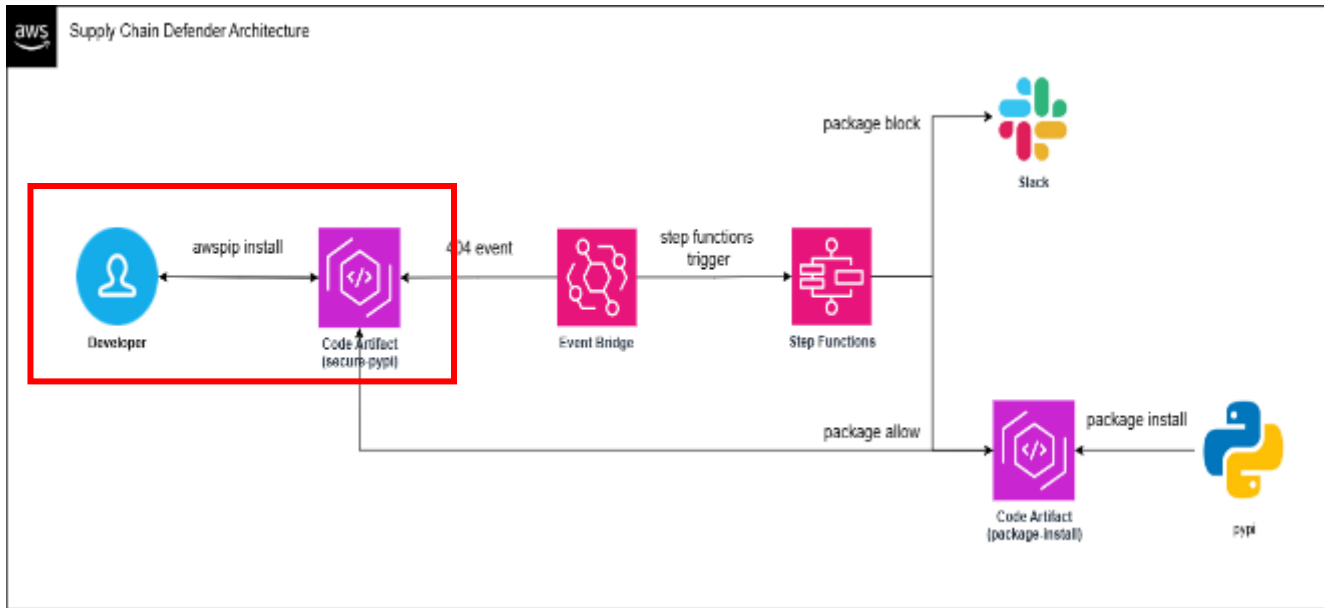 aws
Supply Chain Defender Architecture
package block
Slack
awspip install
404 event
step functions
trigger
Developer
Code Artifact
(secure-pypi)
Event Bridge
Step Functions
package allow
package install
Code Artifact
(package-install)
pypi